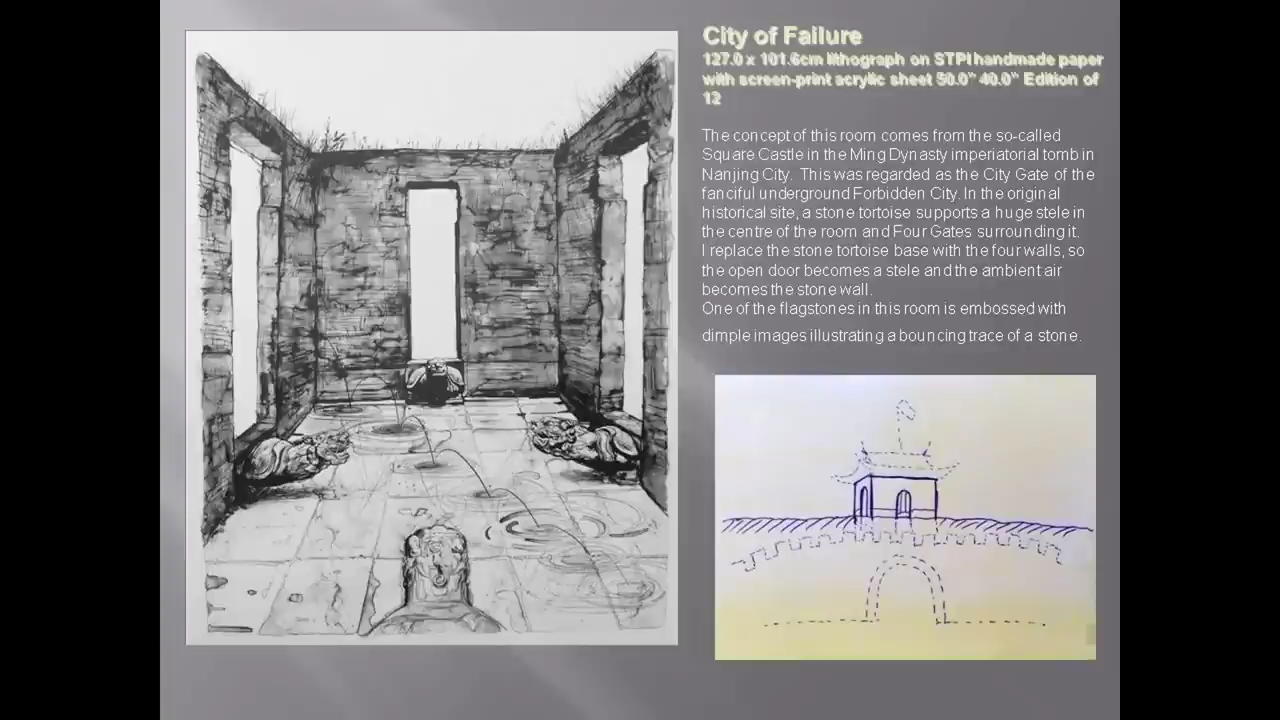 City of Failure
127.0 x 101.6cm lithograph on STPI handmade paper
with screen-print acrylic sheet 50.0" 40.0" Edition of
12
The concept of this room comes from the so-called
Square Castle in the Ming Dynasty imperiatorial tomb in
Nanjing City. This was regarded as the City Gate of the
fanciful underground Forbidden City. In the original
historical site, a stone tortoise supports a huge stele in
the centre of the room and Four Gates surrounding it.
I replace the stone tortoise base with the four walls, so
the open door becomes a stele and the ambient air
becomes the stone wall.
One of the flagstones in this room is embossed with
dimple images illustrating a bouncing trace of a stone.